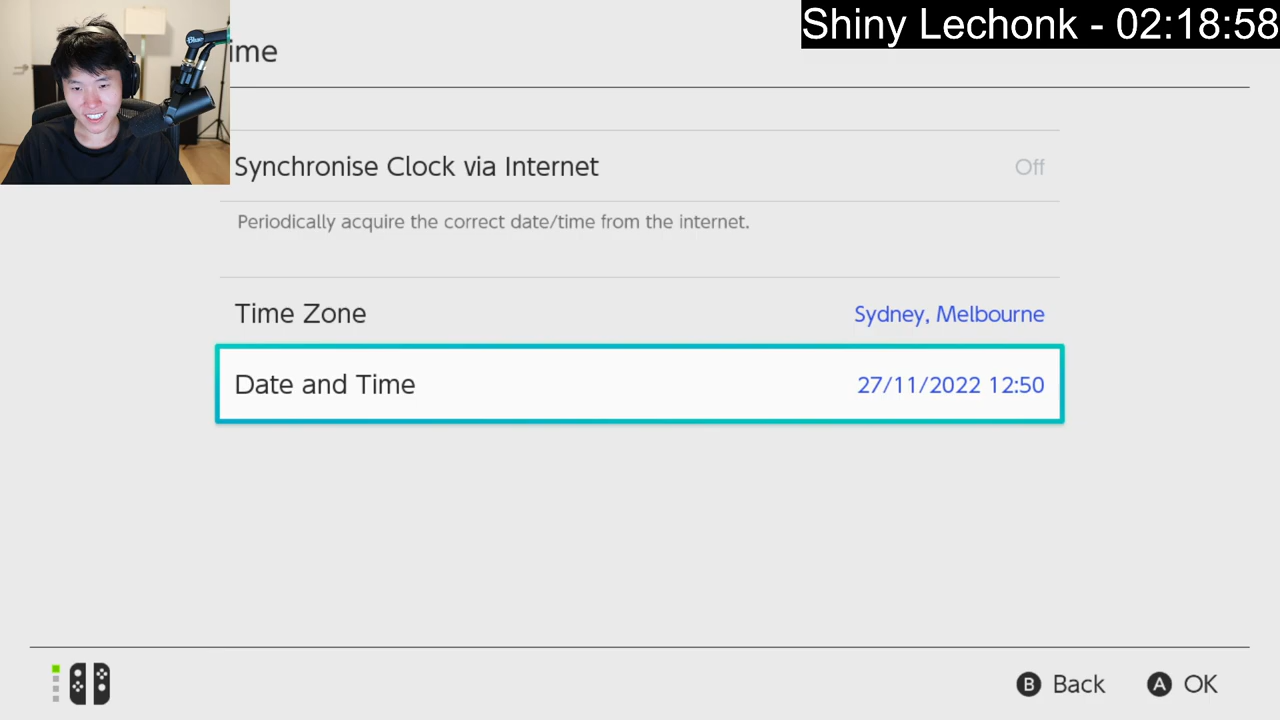 Shiny Lechonk - 02:18:58
ime
Synchronise Clock via Internet Off
Periodically acquire the correct date/time from the internet.
Time Zone Sydney, Melbourne
Date and Time 27/11/2022 12:50
B Back A OK